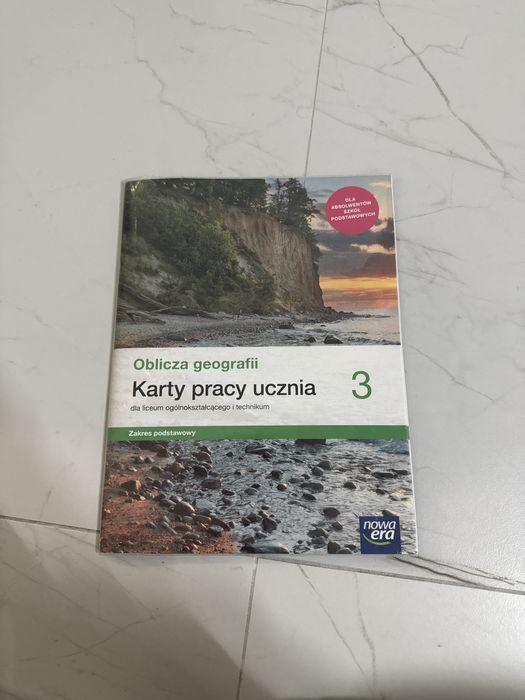 DLA
ABSOLWENTÓW
SZKÓŁ
PODSTAWOWYCH
Oblicza geografii
Karty pracy ucznia 3
dla liceum ogólnokształcącego i technikum
Zakres podstawowy
nowa
era